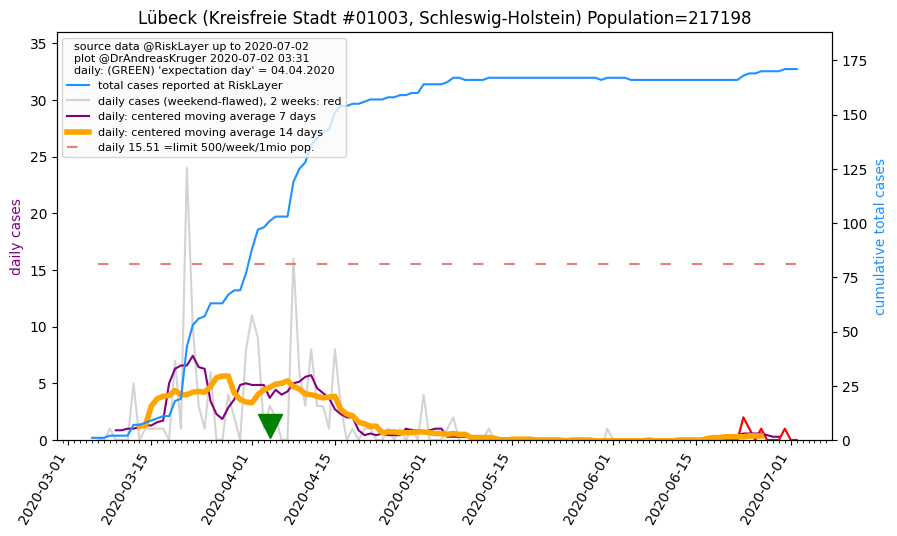 Lübeck (Kreisfreie Stadt #01003, Schleswig-Holstein) Population=217198
source data @RiskLayer up to 2020-07-02
plot @DrAndreasKruger 2020-07-02 03:31
daily: (GREEN) 'expectation day' = 04.04.2020
total cases reported at RiskLayer
daily cases (weekend-flawed), 2 weeks: red
daily: centered moving average 7 days
daily: centered moving average 14 days
daily 15.51 =limit 500/week/1mio pop.
daily cases
35
30
25
20
15
10
5
0
cumulative total cases
175
150
125
100
75
50
25
0
2020-03-01
2020-03-15
2020-04-01
2020-04-15
2020-05-01
2020-05-15
2020-06-01
2020-06-15
2020-07-01